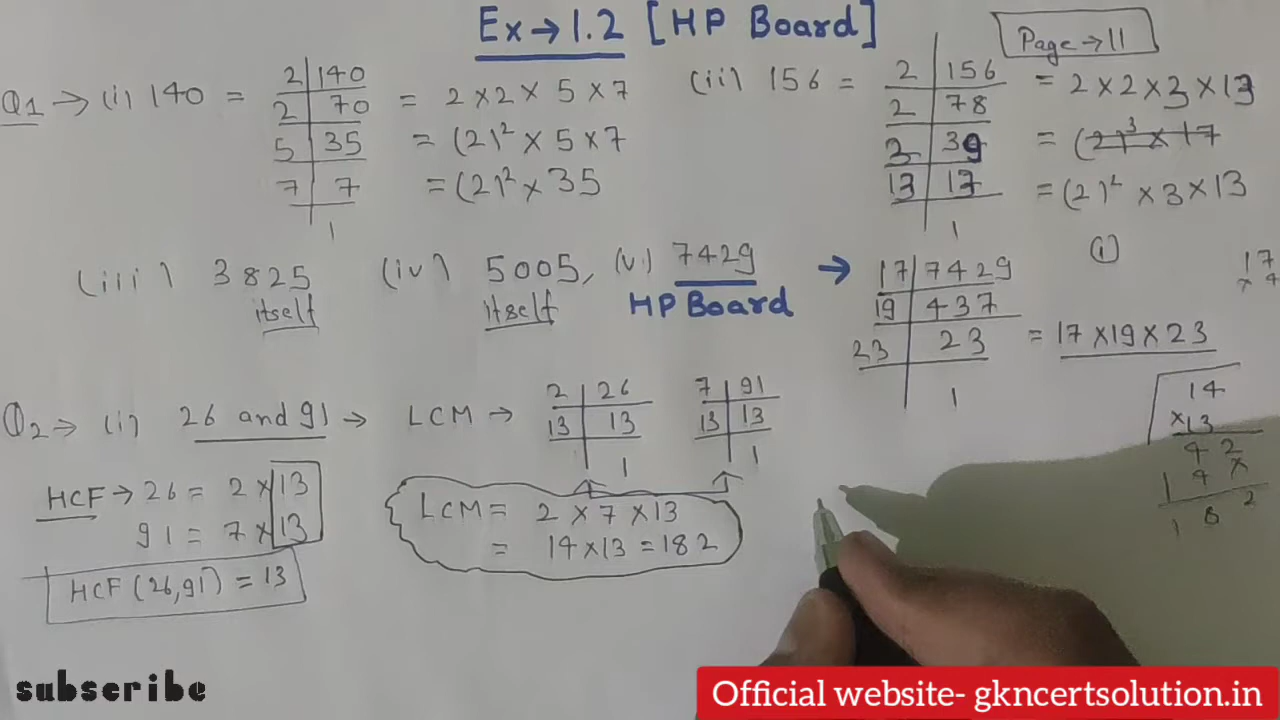 Ex→1.2 [HP Board]
Page→11
Q1 → (i) 140 =
2 140
2 70
5 35
7 7
1
= 2×2×5×7
= (2)²×5×7
= (2)²×35
(ii) 156 =
2 156
2 78
3 39
13 13
1
= 2×2×3×13
= (2)³×17
= (2)²×3×13
(iii) 3825
itself
(iv) 5005,
itself
(v) 7429
HP Board
→
17 7429
19 437
23 23
1
= 17×19×23
(i)
17
×4
Q2 → (i) 26 and 91 → LCM →
2 26
13 13
1
7 91
13 13
1
HCF → 26 = 2×13
91 = 7×13
HCF (26,91) = 13
LCM = 2×7×13
= 14×13 = 182
14
×13
42
14×
182
subscribe
Official website- gkncertsolution.in